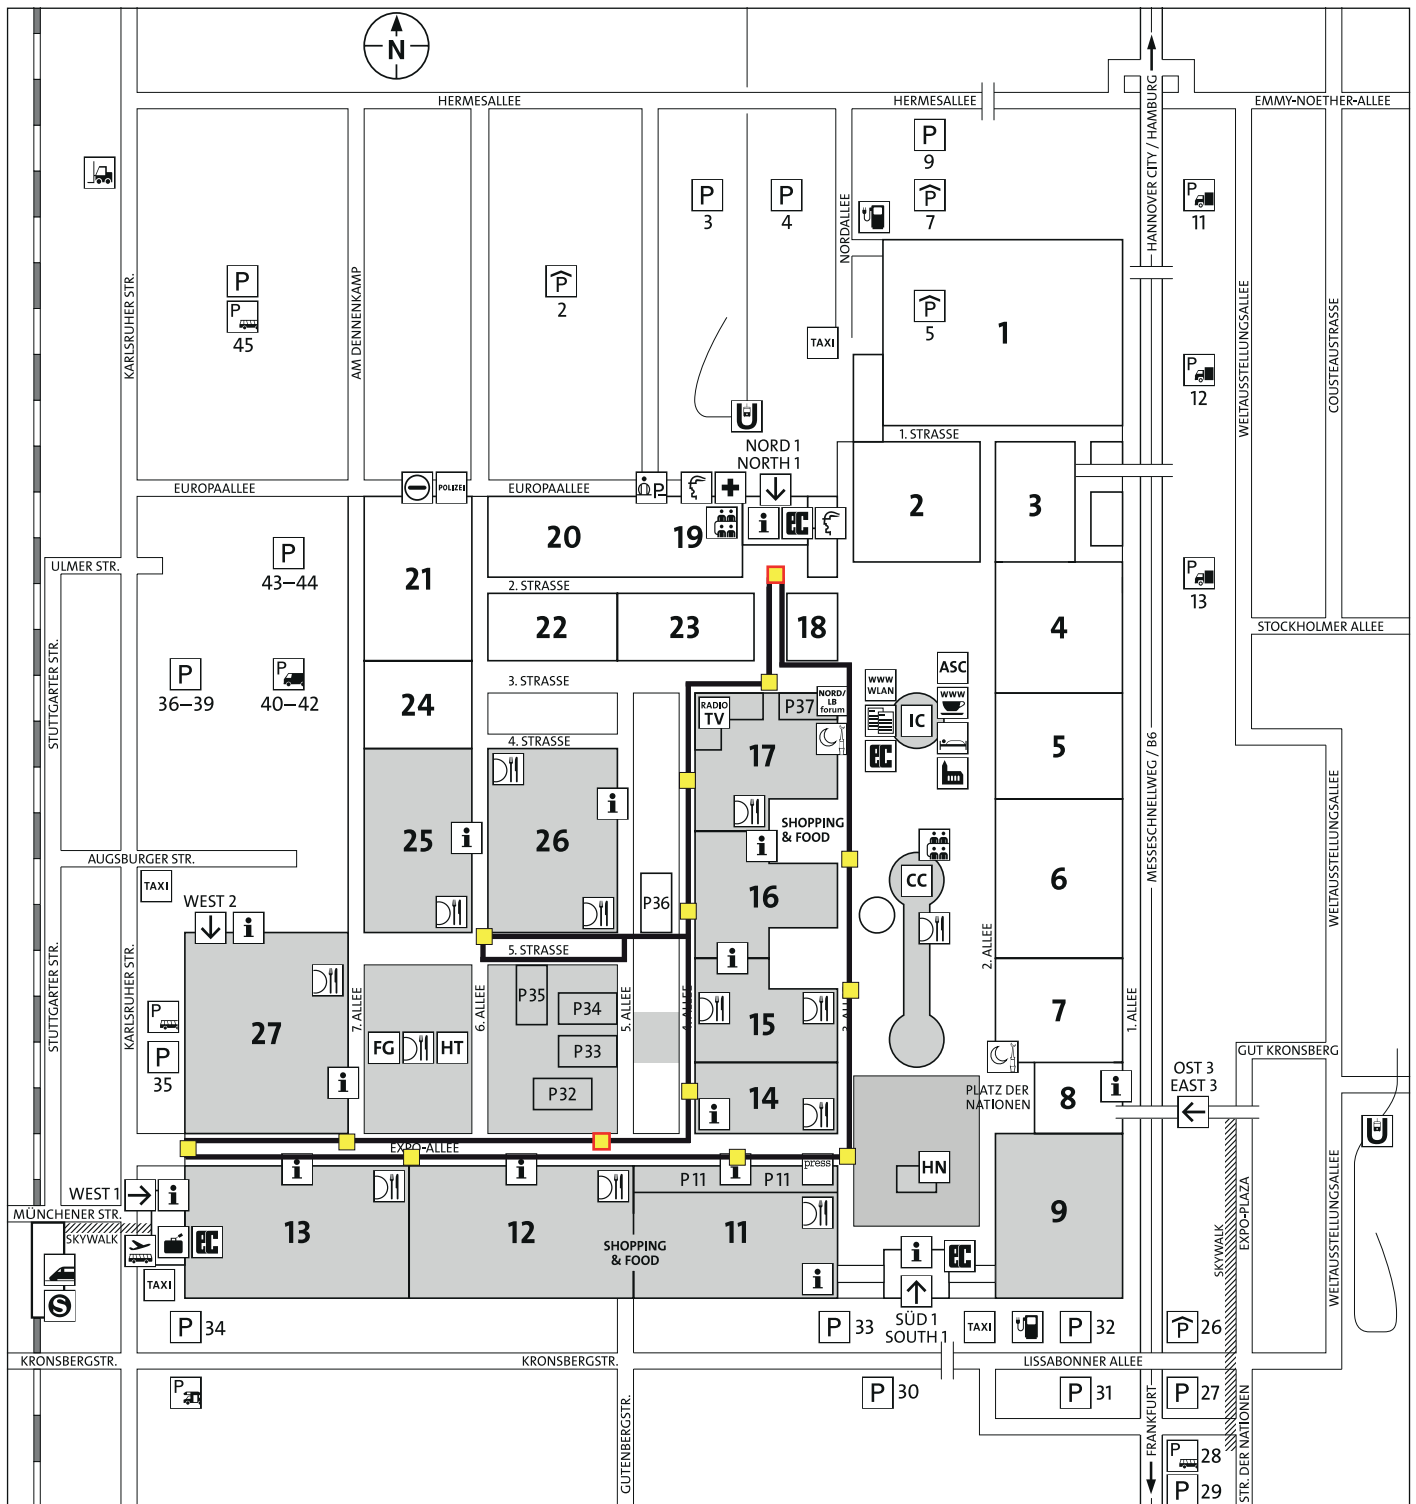 N
HERMESALLEE
HERMESALLEE
EMMY-NOETHER-ALLEE
HANNOVER CITY / HAMBURG
P
9
P
3
P
4
P
7
P
11
NORDALLEE
KARLSRUHER STR.
AM DENNENKAMP
WELTAUSSTELLUNGSALLEE
COUSTEAUSTRASSE
P
P
45
P
2
P
5
1
TAXI
P
12
U
NORD 1
NORTH 1
1. STRASSE
EUROPAALLEE
POLIZEI
EUROPAALLEE
P
i
EC
2
3
20
19
21
ULMER STR.
P
43–44
2. STRASSE
P
13
22
23
18
4
STOCKHOLMER ALLEE
STUTTGARTER STR.
P
36–39
P
40–42
24
3. STRASSE
WWW
WLAN
ASC
WWW
IC
EC
RADIO
TV
P37
NORD/
LB
forum
17
4. STRASSE
5
MESSESCHNELLWEG / B6
WELTAUSSTELLUNGSALLEE
25
i
26
i
SHOPPING
& FOOD
i
AUGSBURGER STR.
TAXI
WEST 2
i
P36
16
CC
6
5. STRASSE
i
2. ALLEE
STUTTGARTER STR.
KARLSRUHER STR.
P
P
35
27
i
7. ALLEE
FG
HT
6. ALLEE
P35
P34
P33
P32
5. ALLEE
15
7
1. ALLEE
GUT KRONSBERG
14
i
PLATZ DER
NATIONEN
8
i
OST 3
EAST 3
U
EXPO-ALLEE
WEST 1
i
MÜNCHENER STR.
SKYWALK
EC
TAXI
S
i
13
i
12
SHOPPING
& FOOD
P11
i
P11
press
11
i
HN
9
i
EC
SÜD 1
SOUTH 1
SKYWALK
EXPO-PLAZA
WELTAUSSTELLUNGSALLEE
P 34
P 33
TAXI
P 32
P 26
KRONSBERGSTR.
KRONSBERGSTR.
LISSABONNER ALLEE
P
P 30
P 31
P 27
GUTENBERGSTR.
FRANKFURT
P 28
P 29
STR. DER NATIONEN